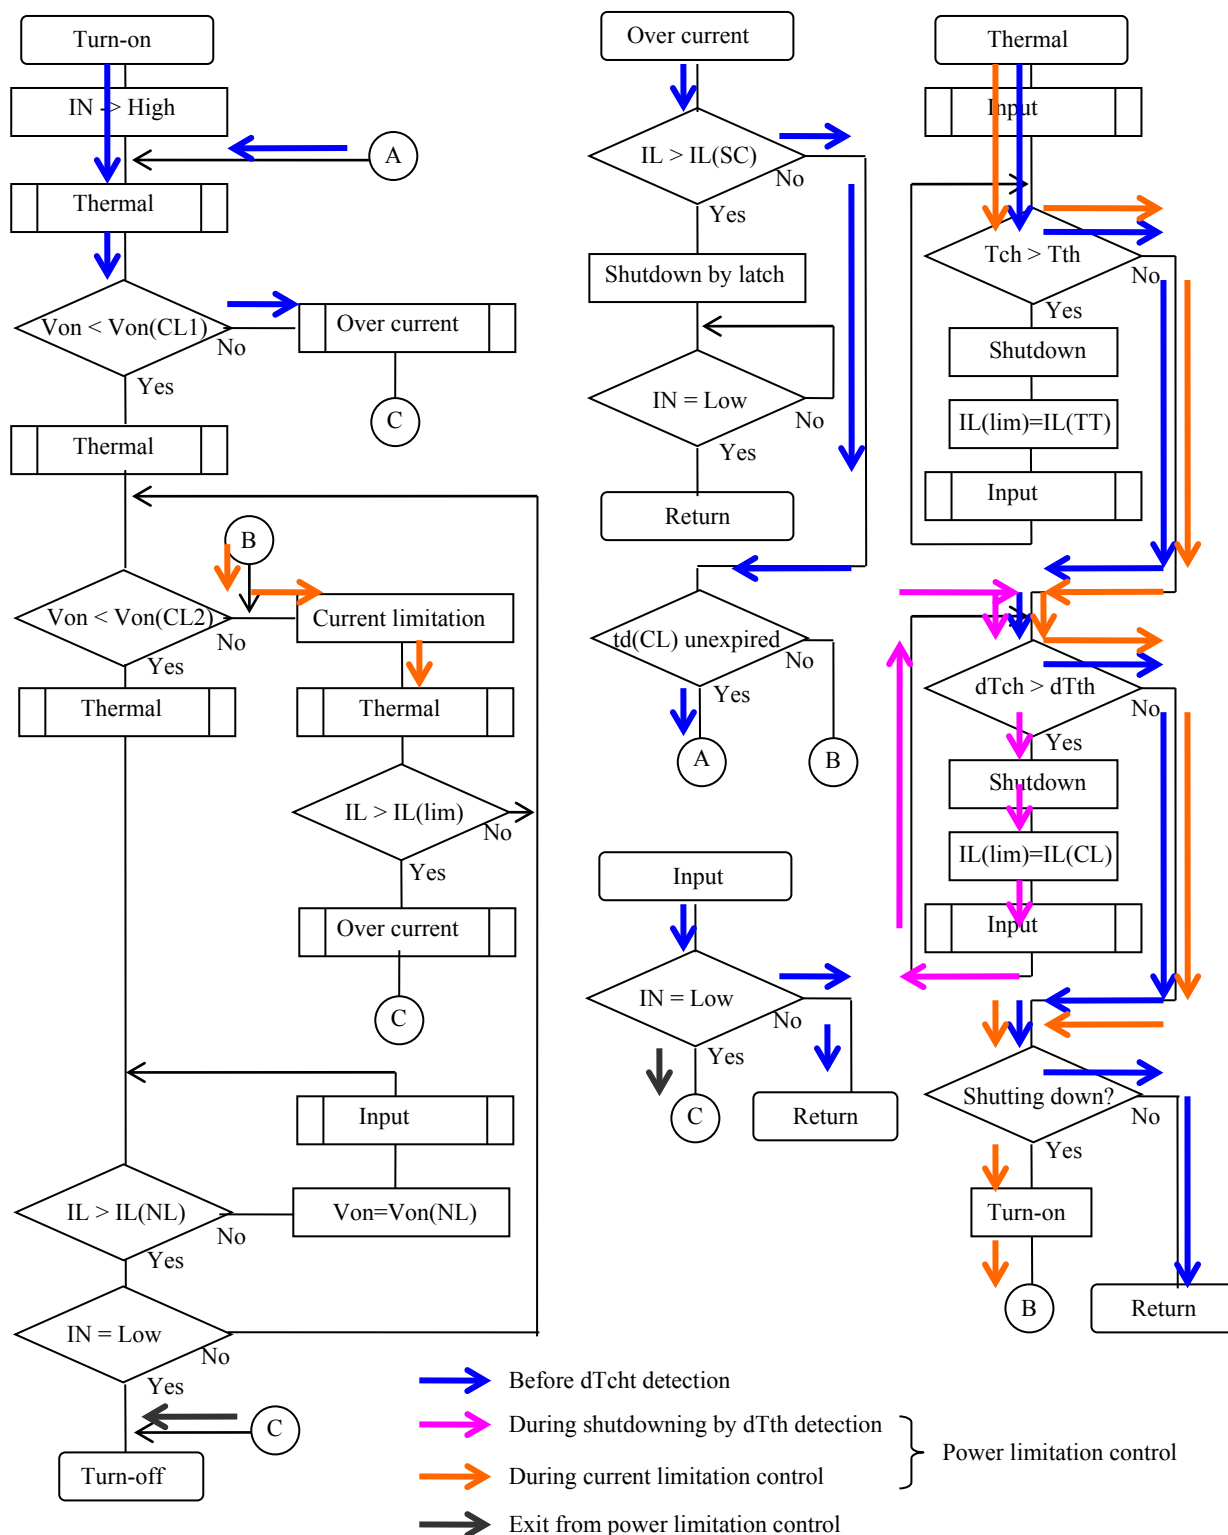 Turn-on
IN -> High
A
Thermal
Von < Von(CL1)
No
Yes
Over current
C
Thermal
B
Von < Von(CL2)
No
Yes
Current limitation
Thermal
Thermal
IL > IL(lim)
No
Yes
Over current
C
Input
Von=Von(NL)
IL > IL(NL)
No
Yes
IN = Low
No
Yes
C
Turn-off
Over current
IL > IL(SC)
No
Yes
Shutdown by latch
IN = Low
No
Yes
Return
td(CL) unexpired
No
Yes
A
B
Input
IN = Low
No
Yes
C
Return
Thermal
Input
Tch > Tth
No
Yes
Shutdown
IL(lim)=IL(TT)
Input
dTch > dTth
No
Yes
Shutdown
IL(lim)=IL(CL)
Input
Shutting down?
No
Yes
Turn-on
B
Return
Before dTcht detection
During shutdowning by dTth detection
During current limitation control
Power limitation control
Exit from power limitation control